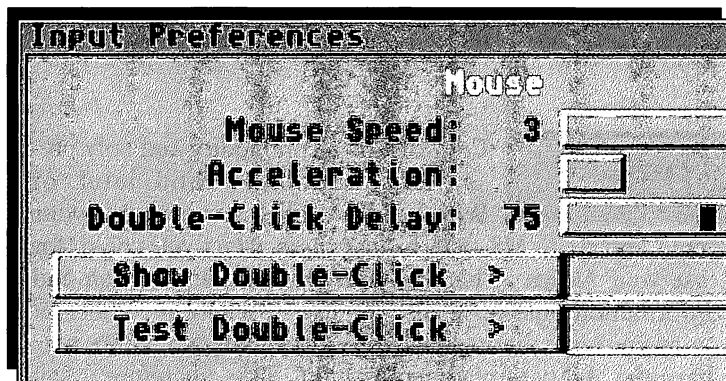 Input Preferences
Mouse
Mouse Speed: 3
Acceleration:
Double-Click Delay: 75
Show Double-Click >
Test Double-Click >